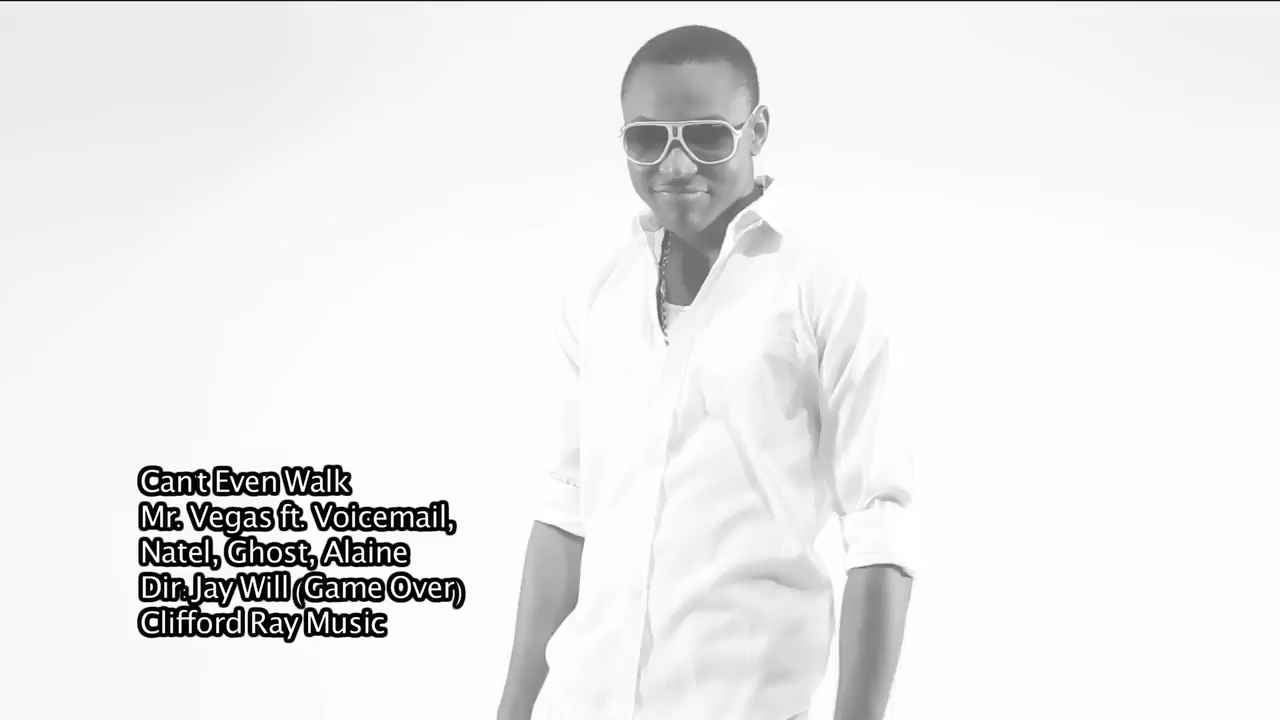 Can't Even Walk
Mr. Vegas ft. Voicemail,
Natel, Ghost, Alaine
Dir: Jay Will (Game Over)
Clifford Ray Music